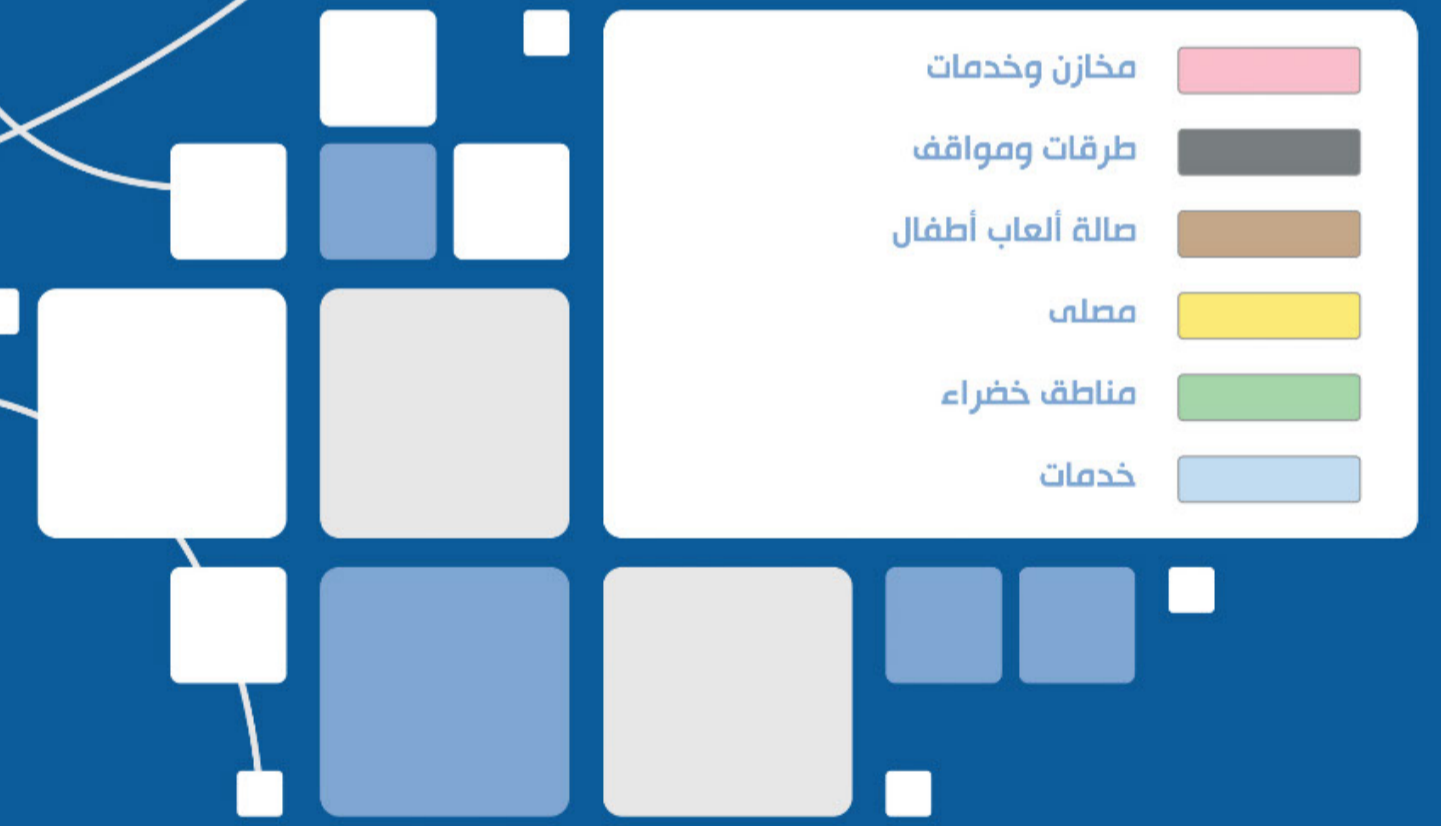 مخازن وخدمات
طرقات ومواقف
صالة ألعاب أطفال
مصلى
مناطق خضراء
خدمات